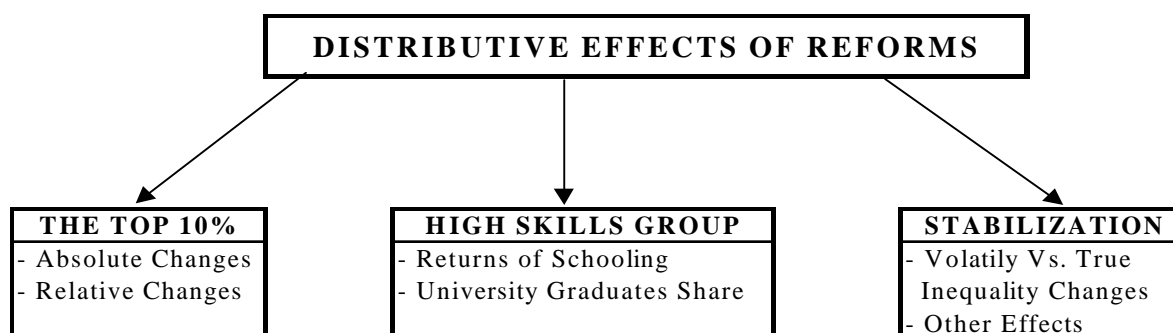 DISTRIBUTIVE EFFECTS OF REFORMS
THE TOP 10%
- Absolute Changes
- Relative Changes
HIGH SKILLS GROUP
- Returns of Schooling
- University Graduates Share
STABILIZATION
- Volatily Vs. True
Inequality Changes
- Other Effects